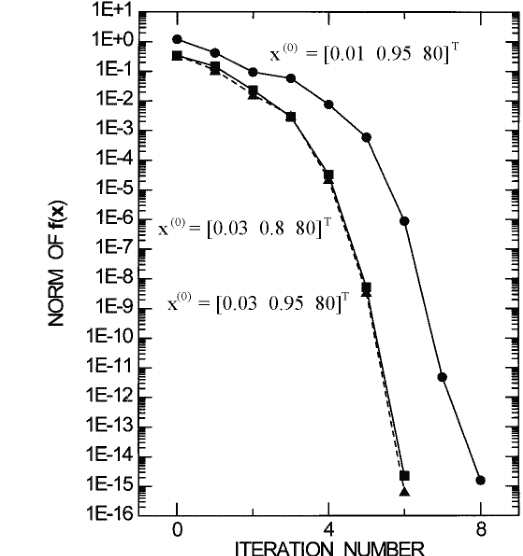 1E+1
1E+0
1E-1
1E-2
1E-3
1E-4
1E-5
1E-6
1E-7
1E-8
1E-9
1E-10
1E-11
1E-12
1E-13
1E-14
1E-15
1E-16
NORM OF f(x)
x⁽⁰⁾ = [0.01 0.95 80]ᵀ
x⁽⁰⁾ = [0.03 0.8 80]ᵀ
x⁽⁰⁾ = [0.03 0.95 80]ᵀ
0 4 8
ITERATION NUMBER